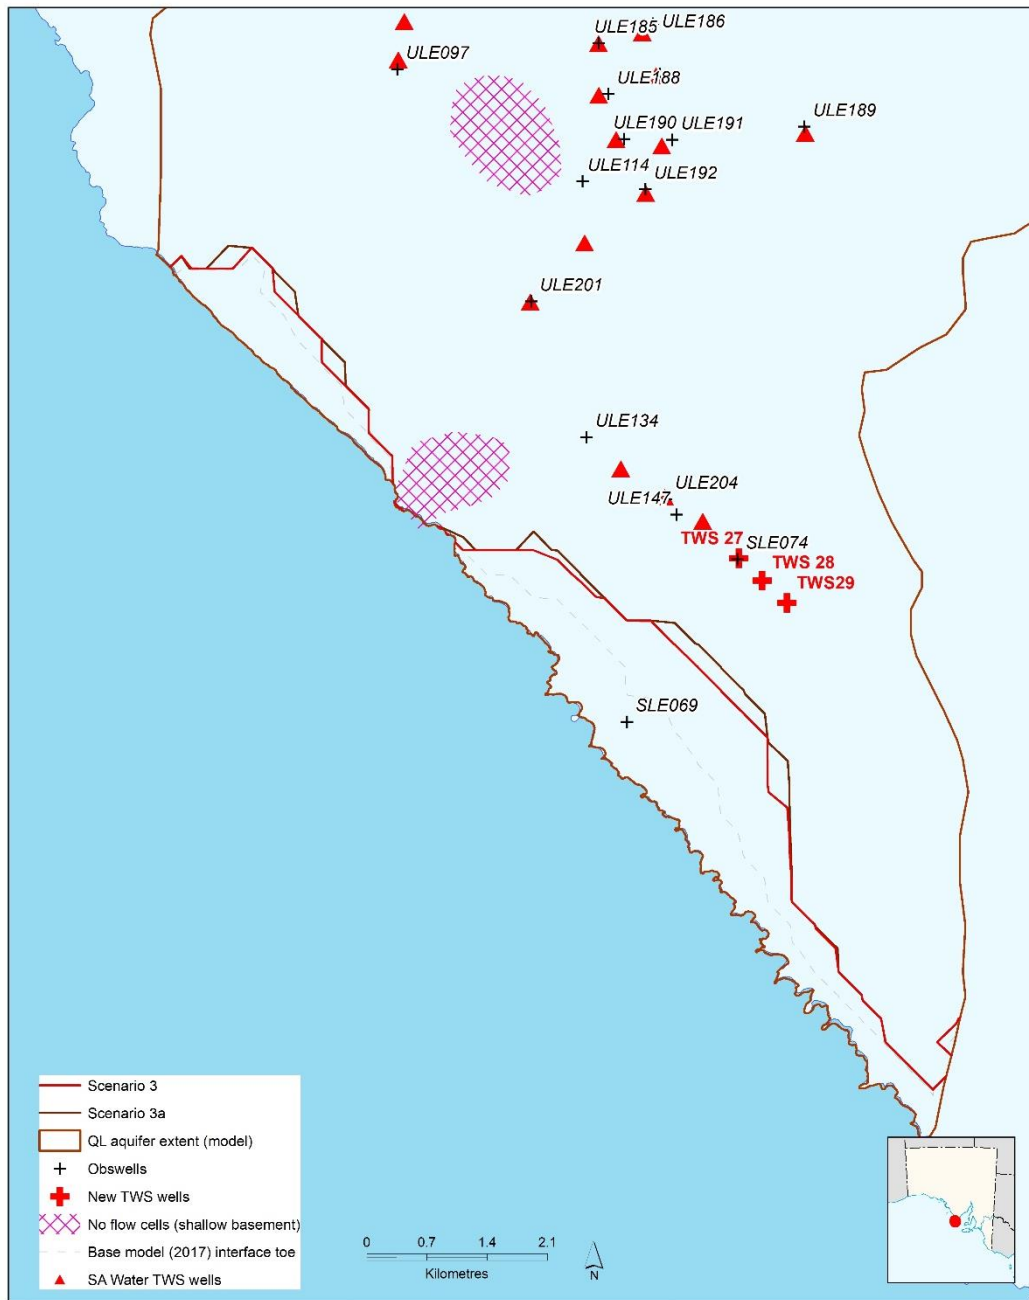 ULE185
ULE186
ULE097
ULE188
ULE189
ULE190
ULE191
ULE114
ULE192
ULE201
ULE134
ULE204
ULE147
TWS 27
SLE074
TWS 28
TWS29
SLE069
Scenario 3
Scenario 3a
QL aquifer extent (model)
Obswells
New TWS wells
No flow cells (shallow basement)
Base model (2017) interface toe
SA Water TWS wells
0 0.7 1.4 2.1
Kilometres
N